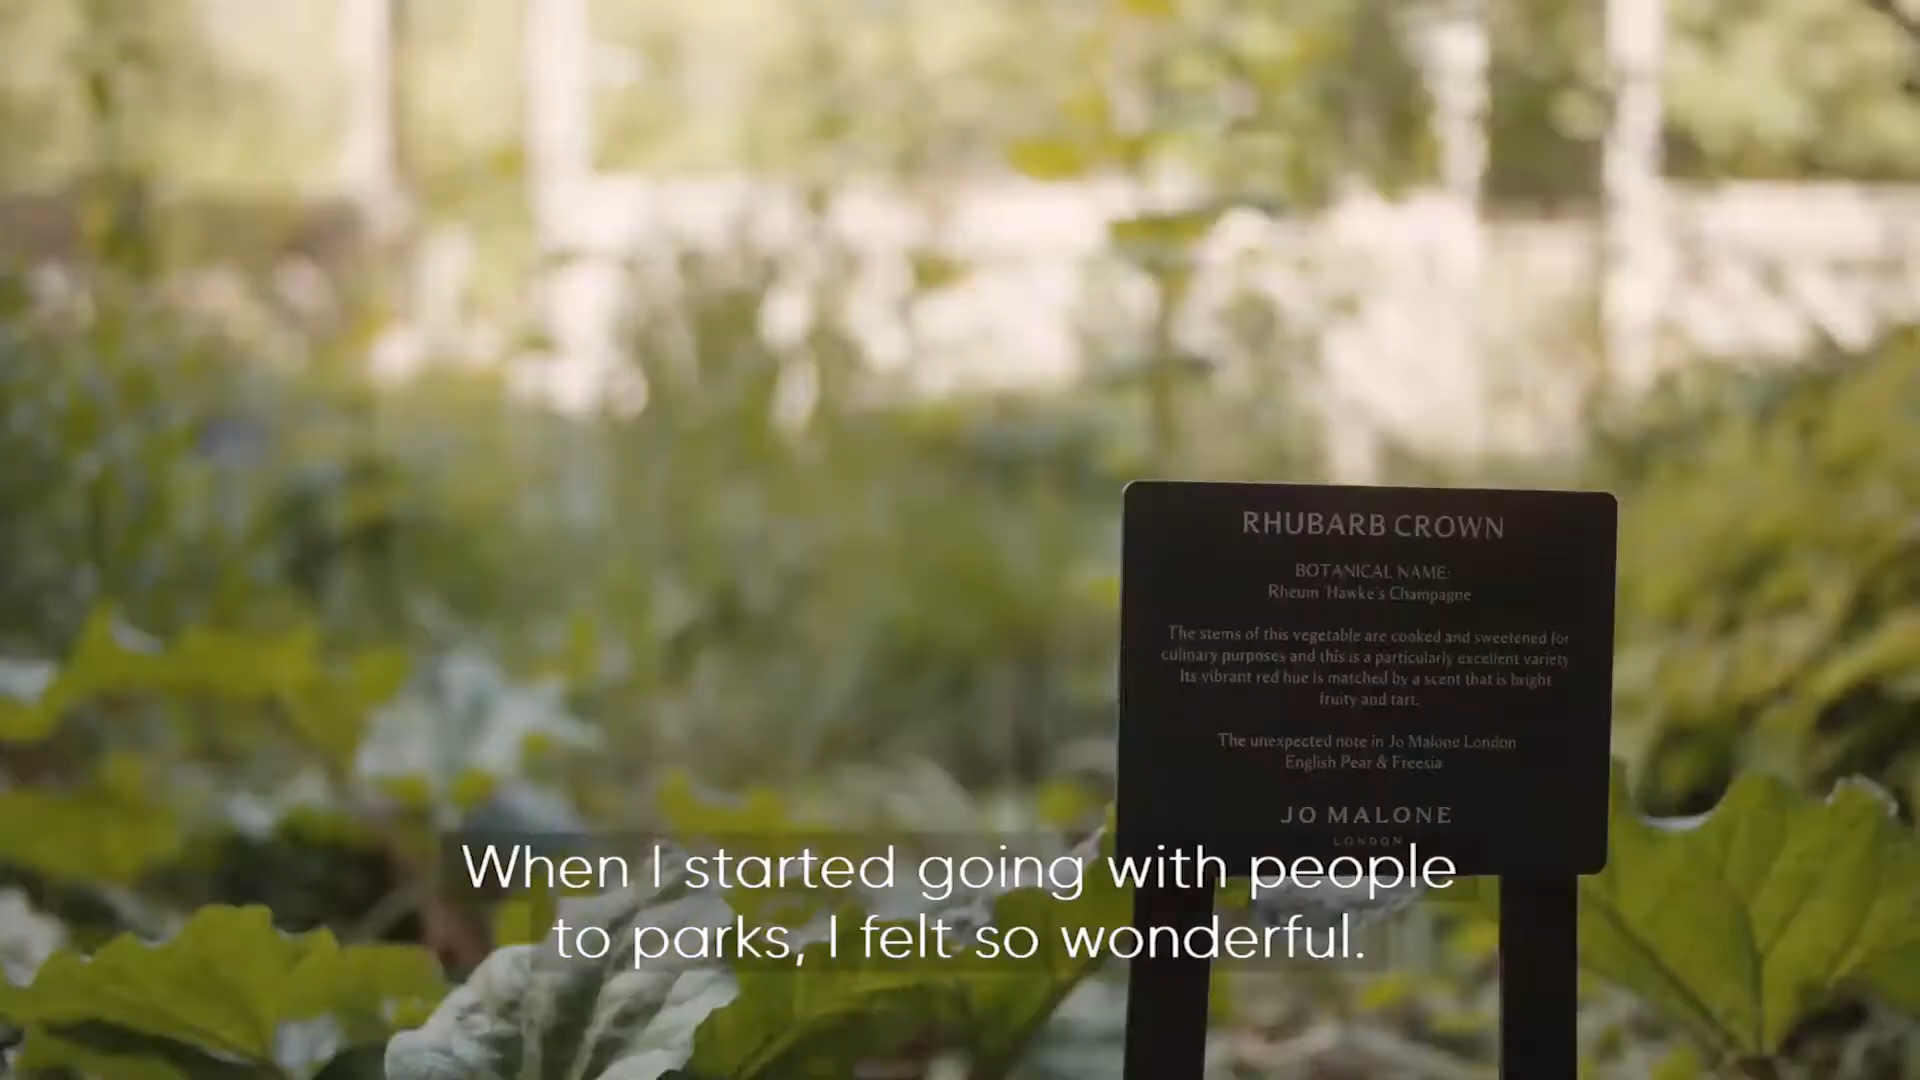 RHUBARB CROWN
BOTANICAL NAME:
Rheum 'Hawke's Champagne
The stems of this vegetable are cooked and sweetened for
culinary purposes and this is a particularly excellent variety
Its vibrant red hue is matched by a scent that is bright
fruity and tart.
The unexpected note in Jo Malone London
English Pear & Freesia
JO MALONE
LONDON
When I started going with people
to parks, I felt so wonderful.